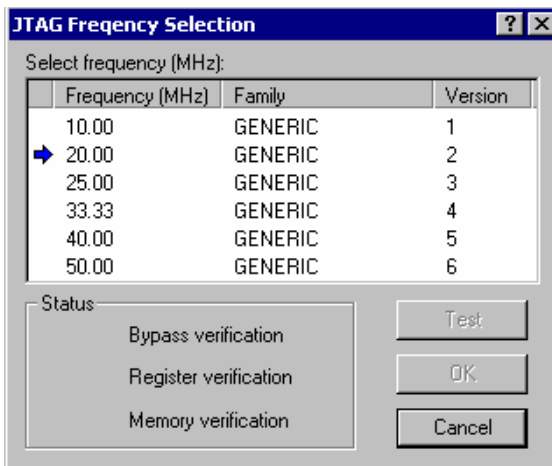 JTAG Freqency Selection
Select frequency (MHz):
Frequency (MHz) Family Version
10.00 GENERIC 1
20.00 GENERIC 2
25.00 GENERIC 3
33.33 GENERIC 4
40.00 GENERIC 5
50.00 GENERIC 6
Status
Test
Bypass verification
Register verification
OK
Memory verification
Cancel